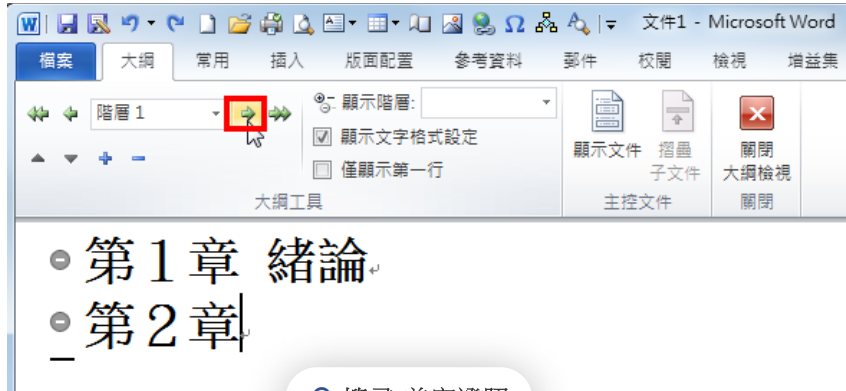 文件1 - Microsoft Word
檔案 大綱 常用 插入 版面配置 參考資料 郵件 校閱 檢視 增益集
階層 1
顯示階層:
顯示文字格式設定
僅顯示第一行
大綱工具
顯示文件
摺疊
子文件
主控文件
關閉
大綱檢視
關閉
第1章 緒論
第2章